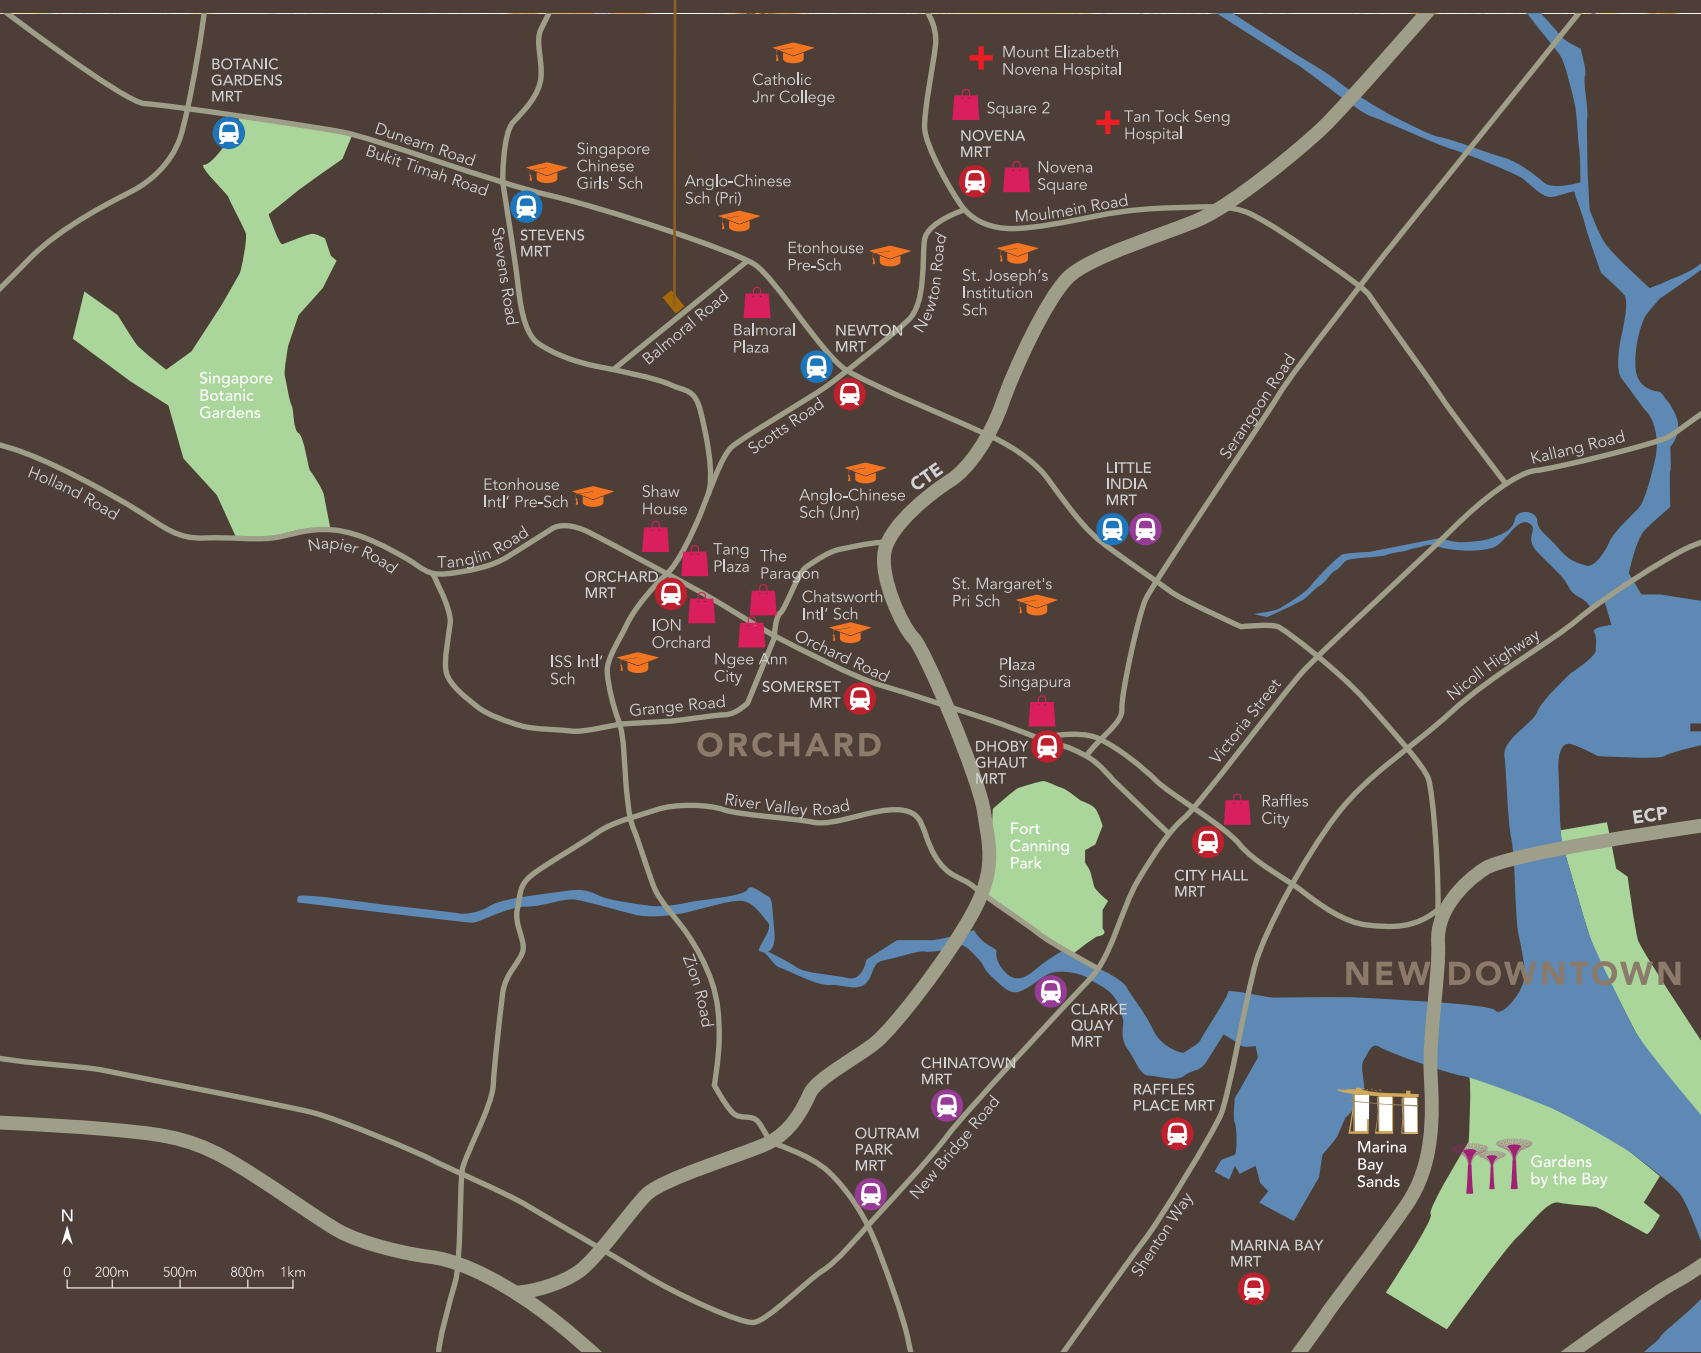 BOTANIC
GARDENS
MRT
Catholic
Jnr College
Mount Elizabeth
Novena Hospital
Square 2
Tan Tock Seng
Hospital
NOVENA
MRT
Novena
Square
Dunearn Road
Bukit Timah Road
Singapore
Chinese
Girls' Sch
Anglo-Chinese
Sch (Pri)
Moulmein Road
STEVENS
MRT
Stevens Road
Etonhouse
Pre-Sch
Newton Road
St. Joseph's
Institution
Sch
Balmoral Road
Balmoral
Plaza
NEWTON
MRT
Singapore
Botanic
Gardens
Scotts Road
Serangoon Road
Kallang Road
Holland Road
Napier Road
Tanglin Road
Etonhouse
Intl' Pre-Sch
Shaw
House
Anglo-Chinese
Sch (Jnr)
CTE
LITTLE
INDIA
MRT
Tang
Plaza
The
Paragon
ORCHARD
MRT
ION
Orchard
Chatsworth
Intl' Sch
St. Margaret's
Pri Sch
ISS Intl'
Sch
Ngee Ann
City
Orchard Road
SOMERSET
MRT
Grange Road
ORCHARD
Plaza
Singapura
DHOBY
GHAUT
MRT
Victoria Street
Nicoll Highway
River Valley Road
Fort
Canning
Park
Raffles
City
CITY HALL
MRT
ECP
NEW DOWNTOWN
Zion Road
CLARKE
QUAY
MRT
CHINATOWN
MRT
RAFFLES
PLACE MRT
OUTRAM
PARK
MRT
New Bridge Road
Marina
Bay
Sands
Gardens
by the Bay
Shenton Way
MARINA BAY
MRT
N
0 200m 500m 800m 1km